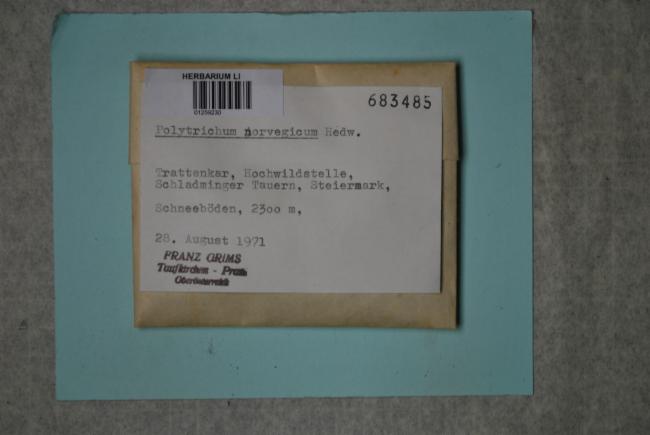 HERBARIUM LI
01259230
683485
Polytrichum norvegicum Hedw.
Trattenkar, Hochwildstelle,
Schladminger Tauern, Steiermark,
Schneeböden, 2300 m,
28. August 1971
FRANZ GRIMS
Taufkirchen - Pram
Oberösterreich